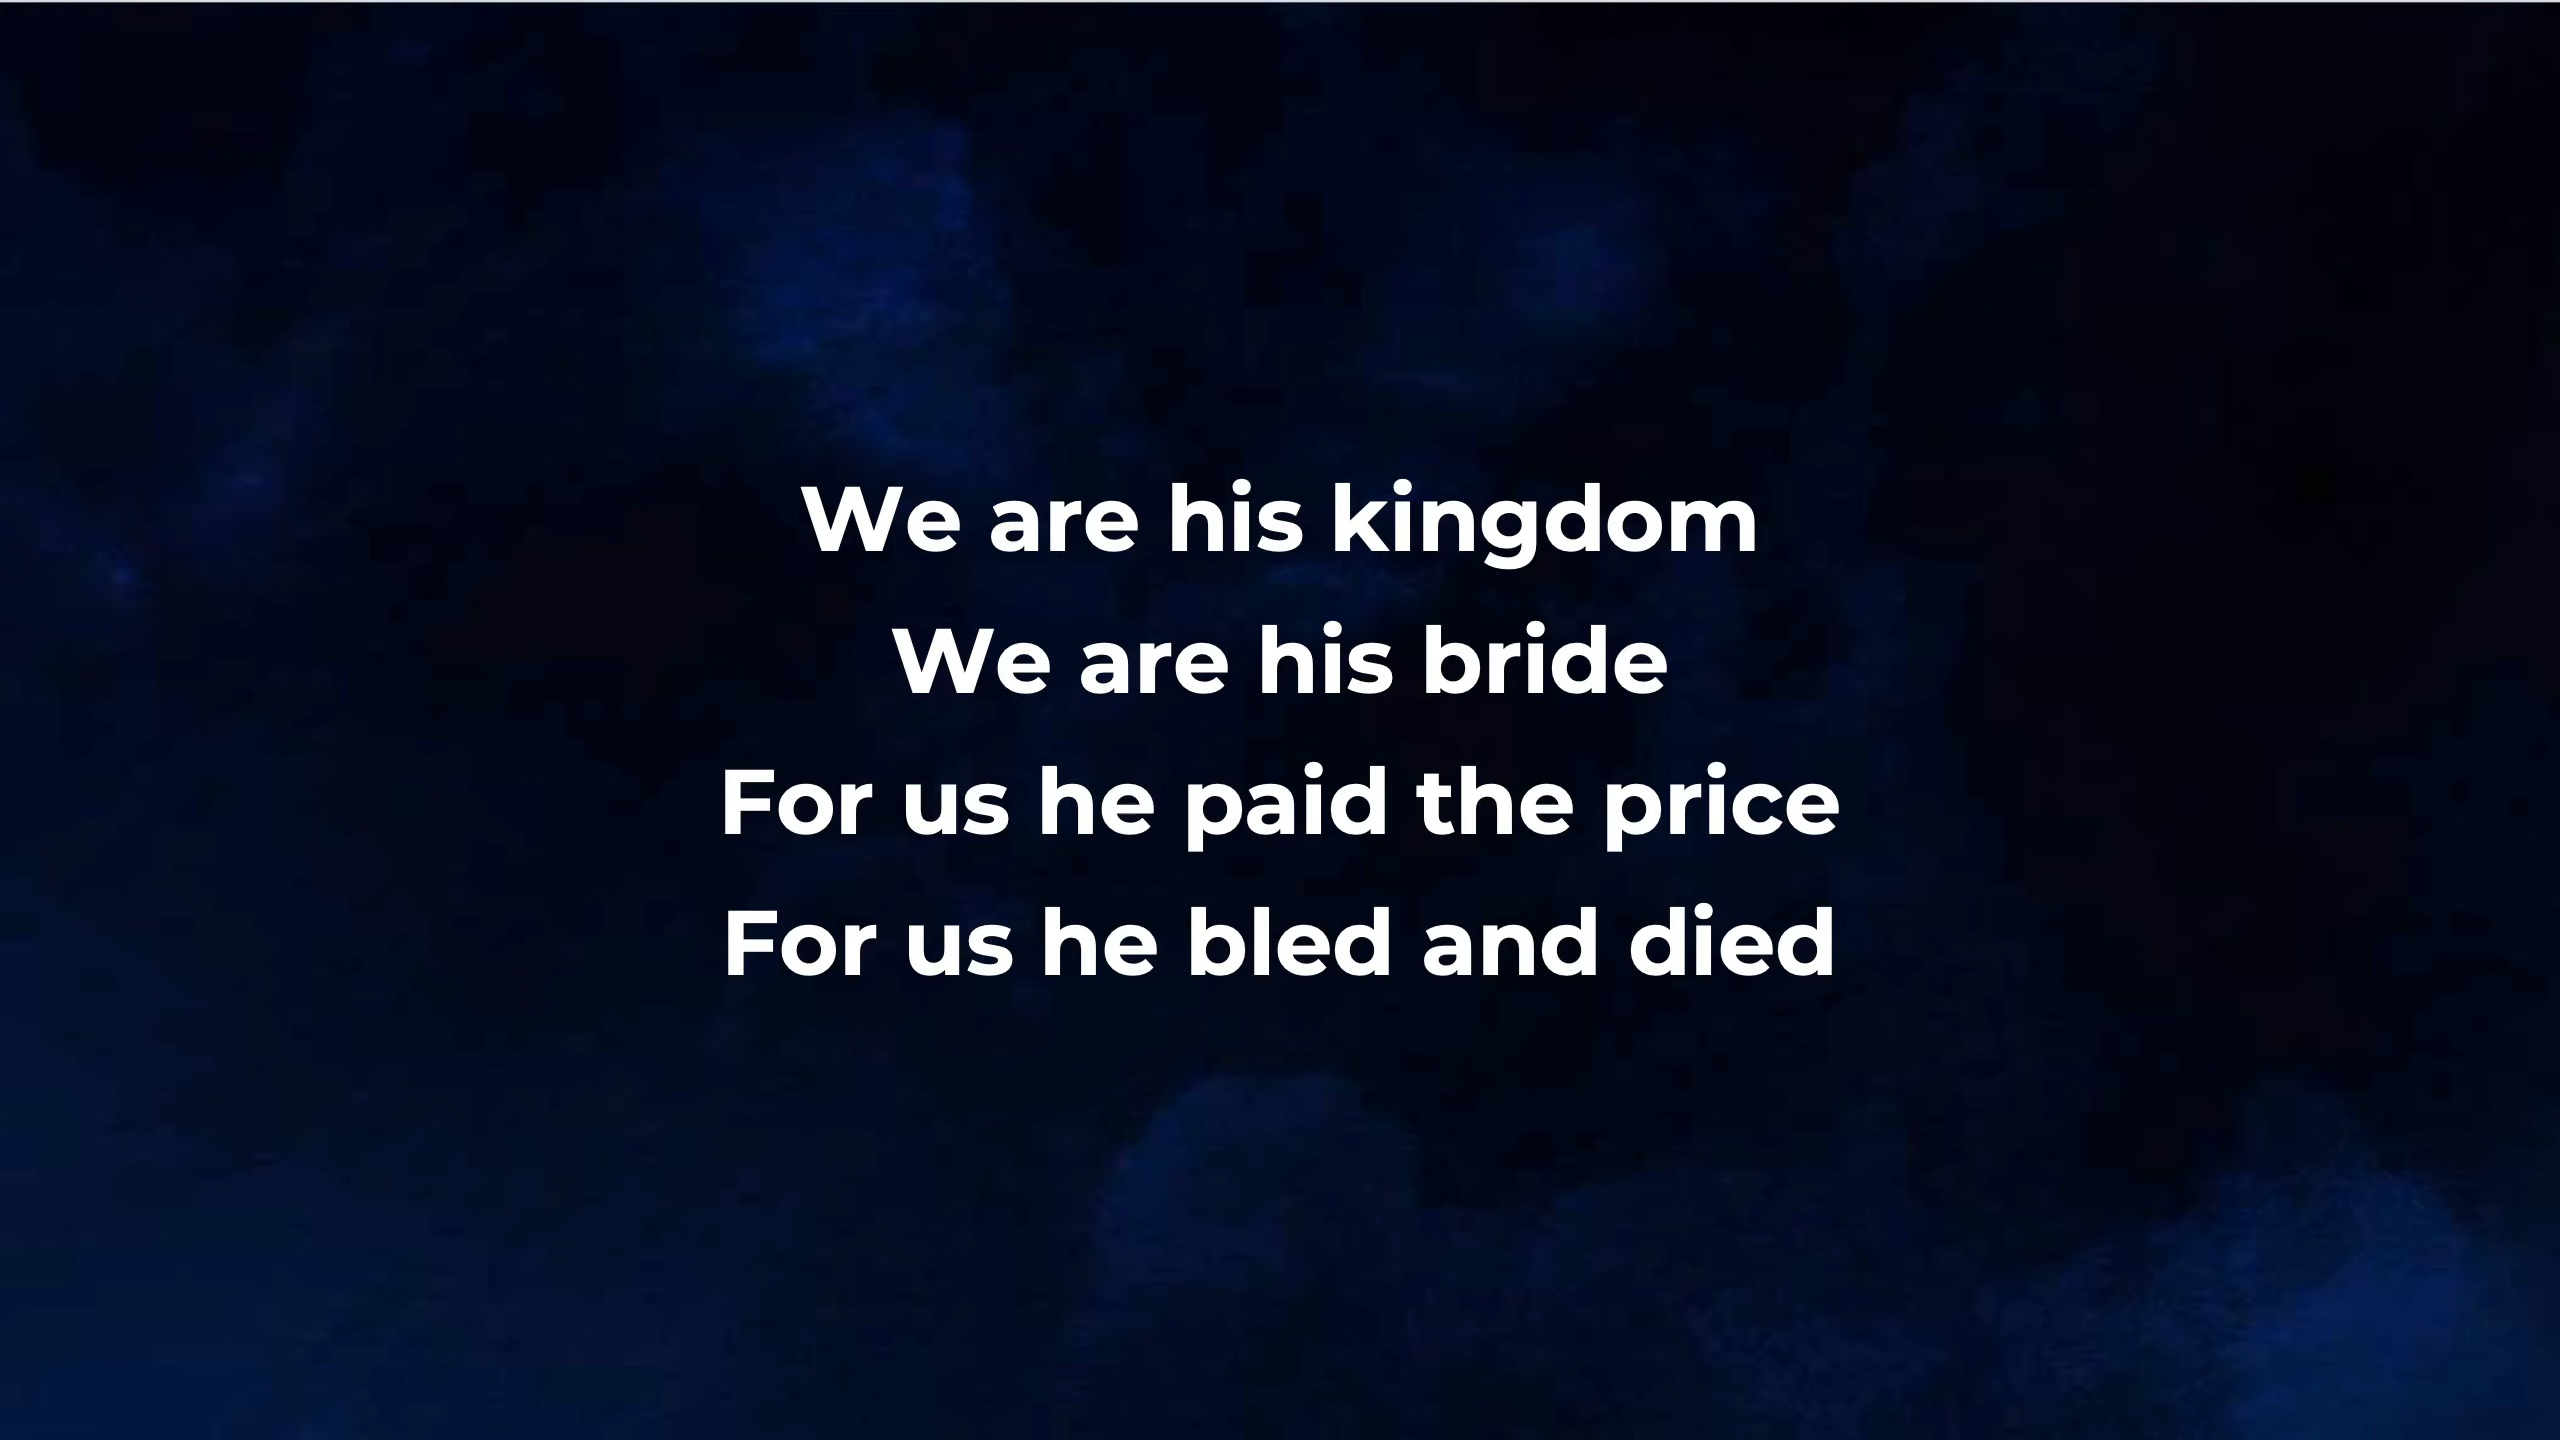 We are his kingdom
We are his bride
For us he paid the price
For us he bled and died